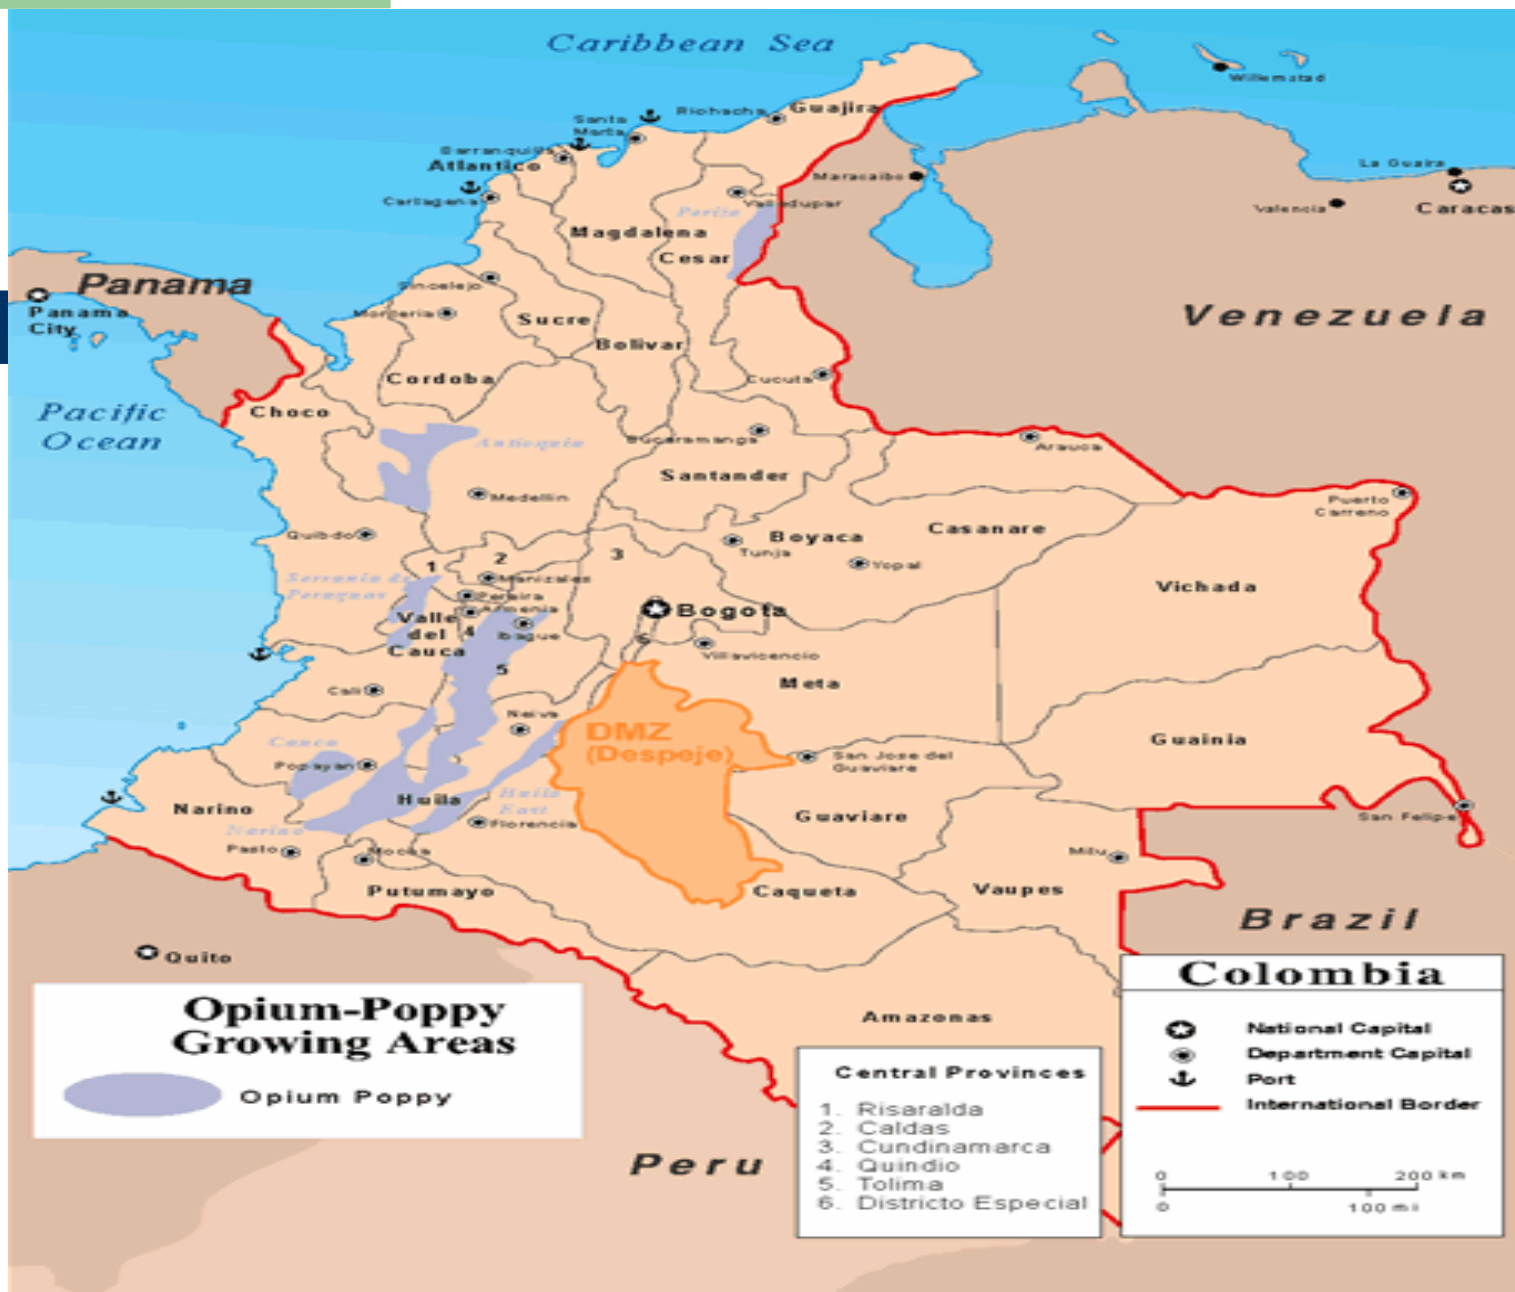 Caribbean Sea
Willemstad
Riohacha
Guajira
Santa
Marta
Barranquilla
Atlantico
La Guaira
Maracaibo
Cartagena
Valledupar
Valencia
Caracas
Perija
Magdalena
Cesar
Panama
Sincelejo
Panama
City
Monteria
Sucre
Venezuela
Bolivar
Cordoba
Cucuta
Pacific
Ocean
Choco
Antioquia
Bucaramanga
Arauca
Santander
Medellin
Puerto
Carreno
Quibdo
Boyaca
Casanare
Tunja
Yopal
1
2
3
Serrania de
Manizales
Pereira
Vichada
Armenia
Bogota
Valle
del
Cauca
4
Ibague
6
Villavicencio
5
Cali
Meta
Neiva
DMZ
(Despeje)
Cauca
Guainia
Popayan
San Jose del
Guaviare
Narino
Huila
Huila
East
Guaviare
San Felipe
Narino
Florencia
Pasto
Mocoa
Mitu
Putumayo
Caqueta
Vaupes
Brazil
Quito
Amazonas
Peru
Opium-Poppy
Growing Areas
Opium Poppy
Central Provinces
1. Risaralda
2. Caldas
3. Cundinamarca
4. Quindio
5. Tolima
6. Districto Especial
Colombia
National Capital
Department Capital
Port
International Border
0 100 200 km
0 100 mi